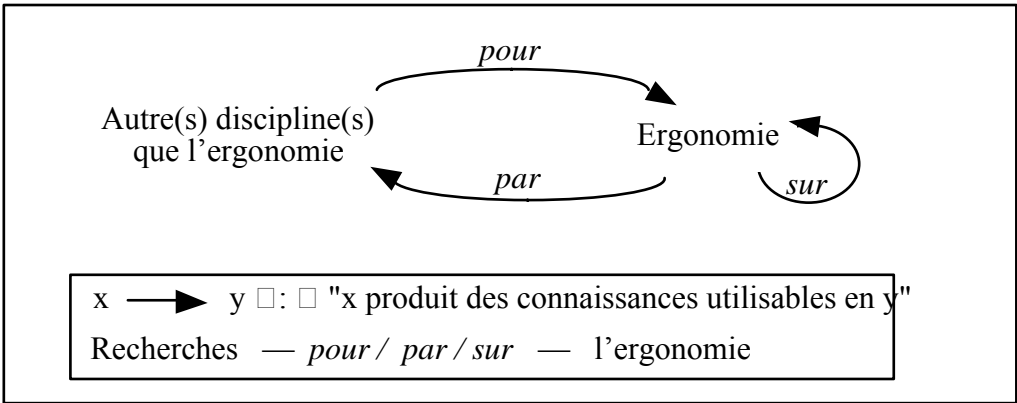 pour
Autre(s) discipline(s)
que l'ergonomie
Ergonomie
par
sur
x y □: □ "x produit des connaissances utilisables en y"
Recherches — pour / par / sur — l'ergonomie